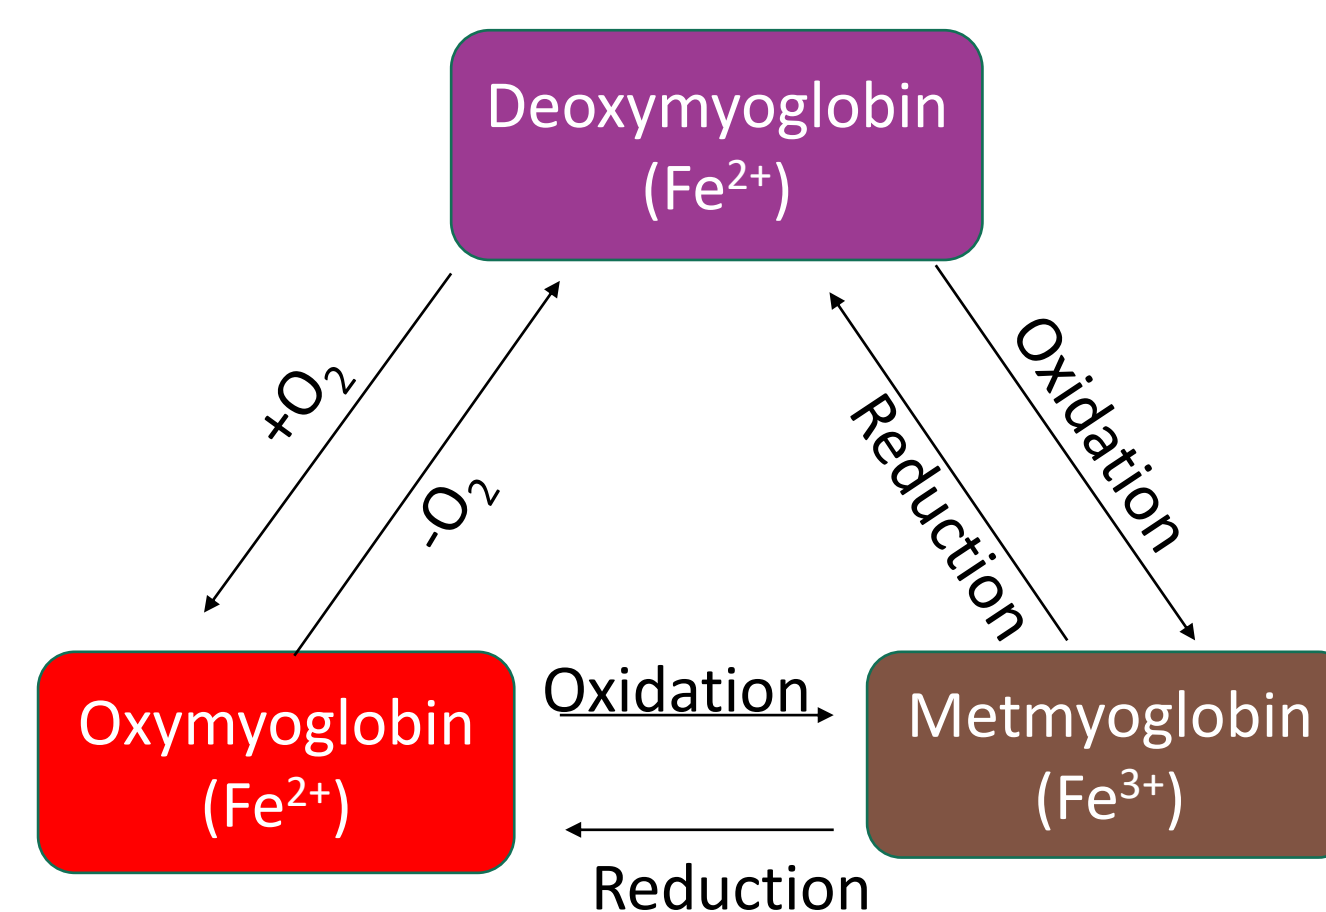 Deoxymyoglobin
(Fe²⁺)
+O₂
-O₂
Oxidation
Reduction
Oxymyoglobin
(Fe²⁺)
Oxidation
Reduction
Metmyoglobin
(Fe³⁺)